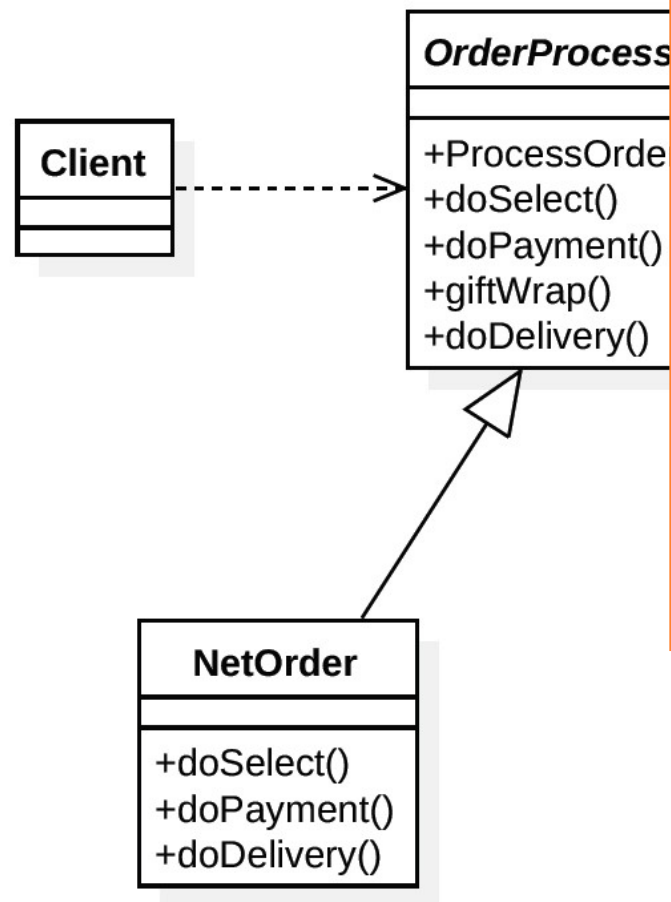 OrderProcess
+ProcessOrde
+doSelect()
+doPayment()
+giftWrap()
+doDelivery()
Client
NetOrder
+doSelect()
+doPayment()
+doDelivery()